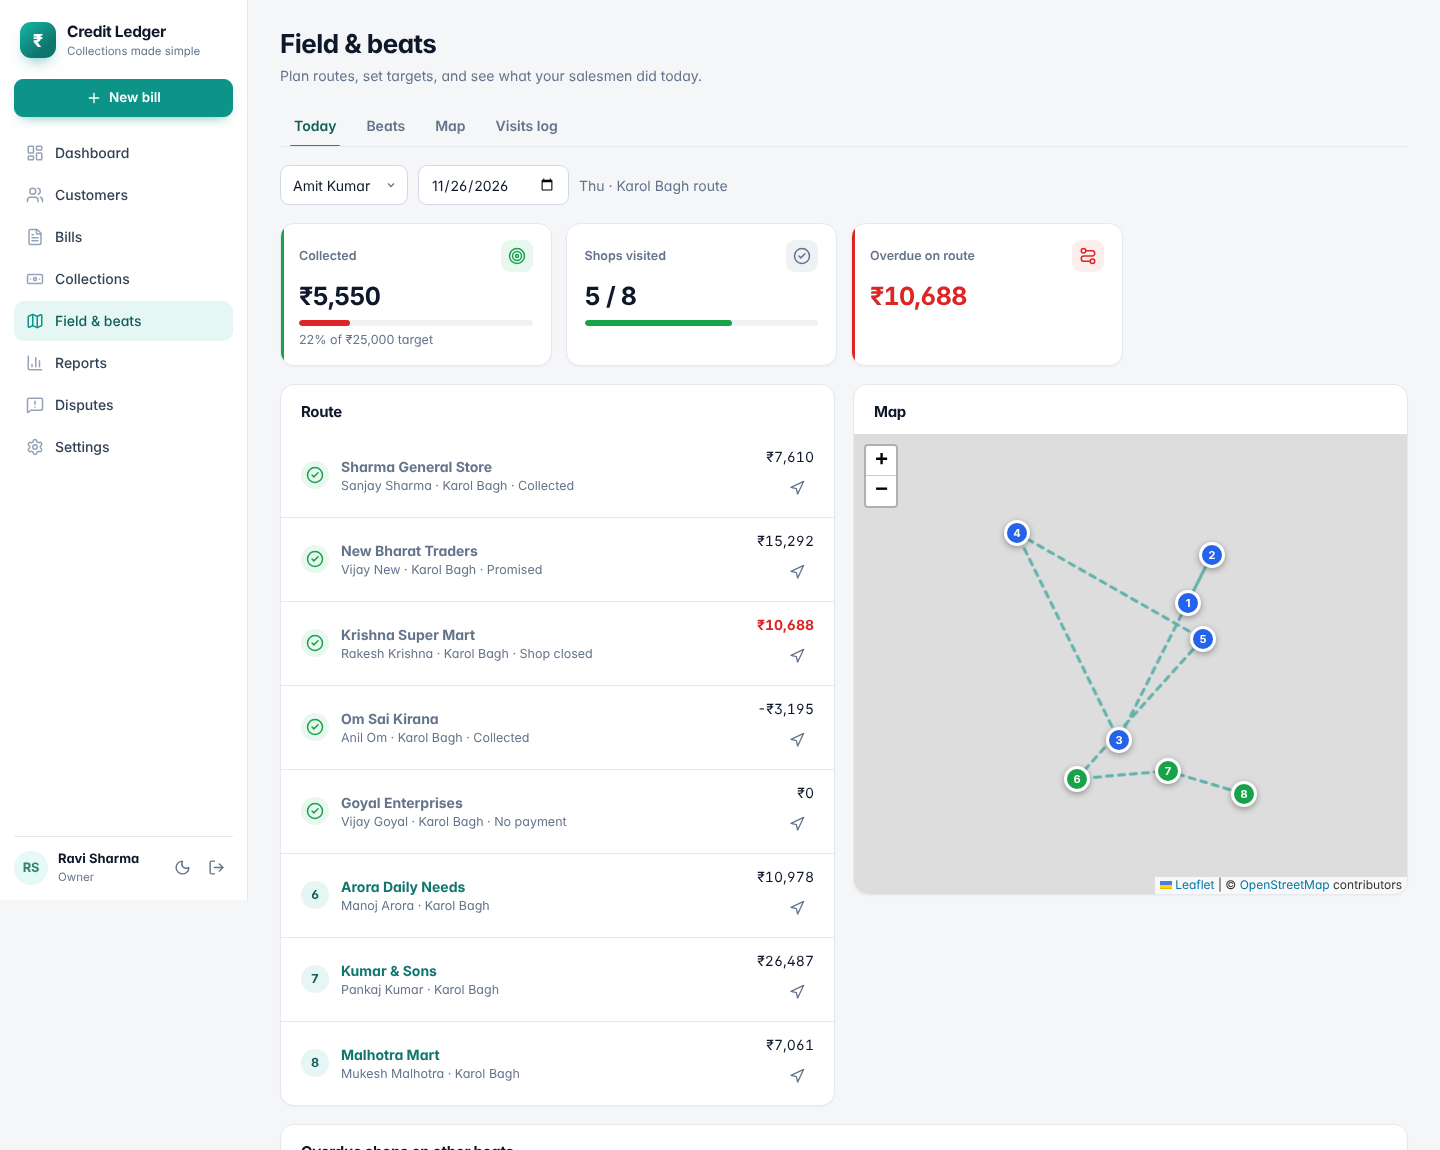 ₹
Credit Ledger
Collections made simple
+ New bill
Dashboard
Customers
Bills
Collections
Field & beats
Reports
Disputes
Settings
RS
Ravi Sharma
Owner
Field & beats
Plan routes, set targets, and see what your salesmen did today.
Today Beats Map Visits log
Amit Kumar 11/26/2026 Thu · Karol Bagh route
Collected
₹5,550
22% of ₹25,000 target
Shops visited
5 / 8
Overdue on route
₹10,688
Route
Sharma General Store ₹7,610
Sanjay Sharma · Karol Bagh · Collected
New Bharat Traders ₹15,292
Vijay New · Karol Bagh · Promised
Krishna Super Mart ₹10,688
Rakesh Krishna · Karol Bagh · Shop closed
Om Sai Kirana -₹3,195
Anil Om · Karol Bagh · Collected
Goyal Enterprises ₹0
Vijay Goyal · Karol Bagh · No payment
6 Arora Daily Needs ₹10,978
Manoj Arora · Karol Bagh
7 Kumar & Sons ₹26,487
Pankaj Kumar · Karol Bagh
8 Malhotra Mart ₹7,061
Mukesh Malhotra · Karol Bagh
Map
+
−
4
2
1
5
3
6
7
8
Leaflet | © OpenStreetMap contributors
Overdue shops on other beats